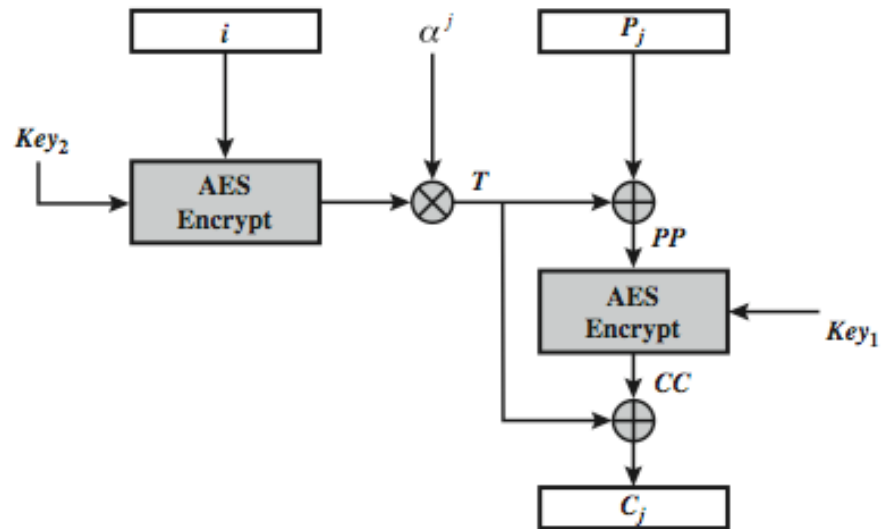 i
α^j
P_j
Key_2
AES
Encrypt
T
PP
AES
Encrypt
Key_1
CC
C_j